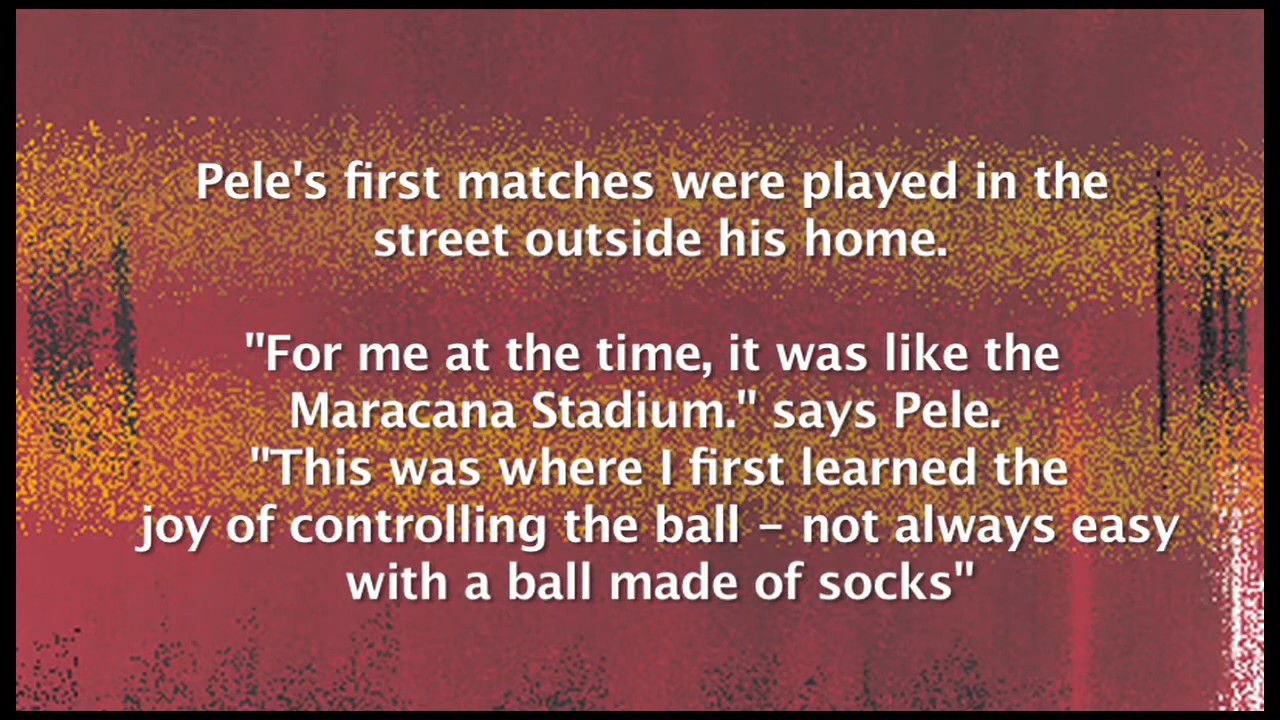 Pele's first matches were played in the
street outside his home.
"For me at the time, it was like the
Maracana Stadium." says Pele.
"This was where I first learned the
joy of controlling the ball – not always easy
with a ball made of socks"